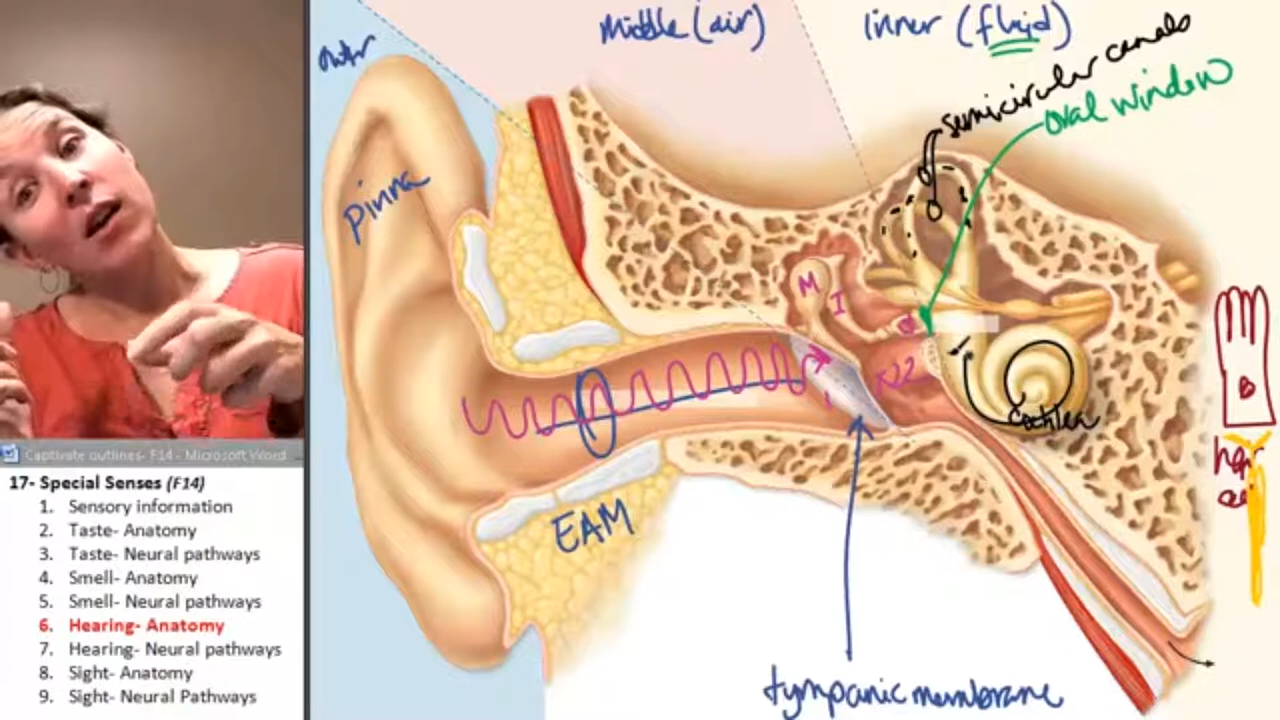 outer
middle (air)
inner (fluid)
semicircular canals
oval window
pinna
M
I
cochlea
EAM
hair
tympanic membrane
Captivate outlines- F14 - Microsoft Word
17- Special Senses (F14)
1. Sensory information
2. Taste- Anatomy
3. Taste- Neural pathways
4. Smell- Anatomy
5. Smell- Neural pathways
6. Hearing- Anatomy
7. Hearing- Neural pathways
8. Sight- Anatomy
9. Sight- Neural Pathways